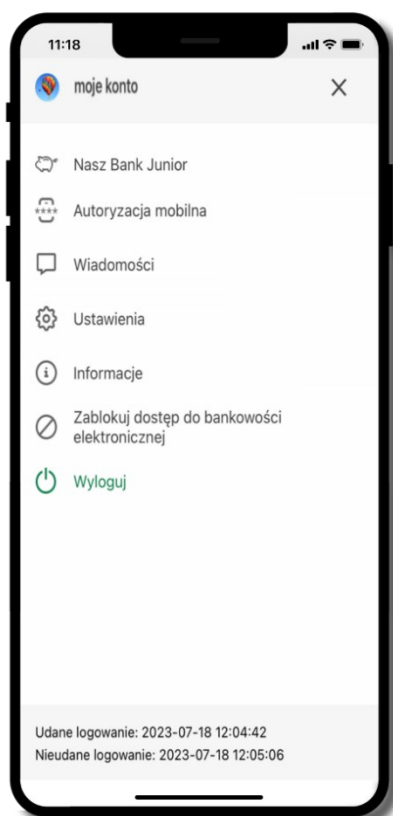 11:18
moje konto
Nasz Bank Junior
****
Autoryzacja mobilna
Wiadomości
Ustawienia
Informacje
Zablokuj dostęp do bankowości
elektronicznej
Wyloguj
Udane logowanie: 2023-07-18 12:04:42
Nieudane logowanie: 2023-07-18 12:05:06